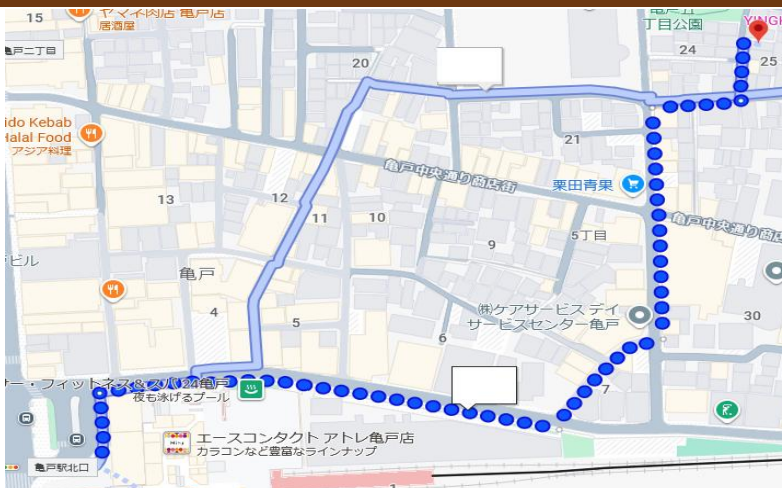 15
ヤマネ肉店 亀戸店
居酒屋
亀戸二丁目
20
丁目公園
24
25
ido Kebab
Halal Food
アジア料理
21
亀戸中央通り商店街
栗田青果
13
12
11
10
9
5丁目
亀戸中央通り商
ビル
亀戸
4
5
6
㈱ケアサービス デイ
サービスセンター亀戸
30
ナー・フィットネス&スパ 24亀戸
夜も泳げるプール
7
エースコンタクト アトレ亀戸店
カラコンなど豊富なラインナップ
亀戸駅北口
1